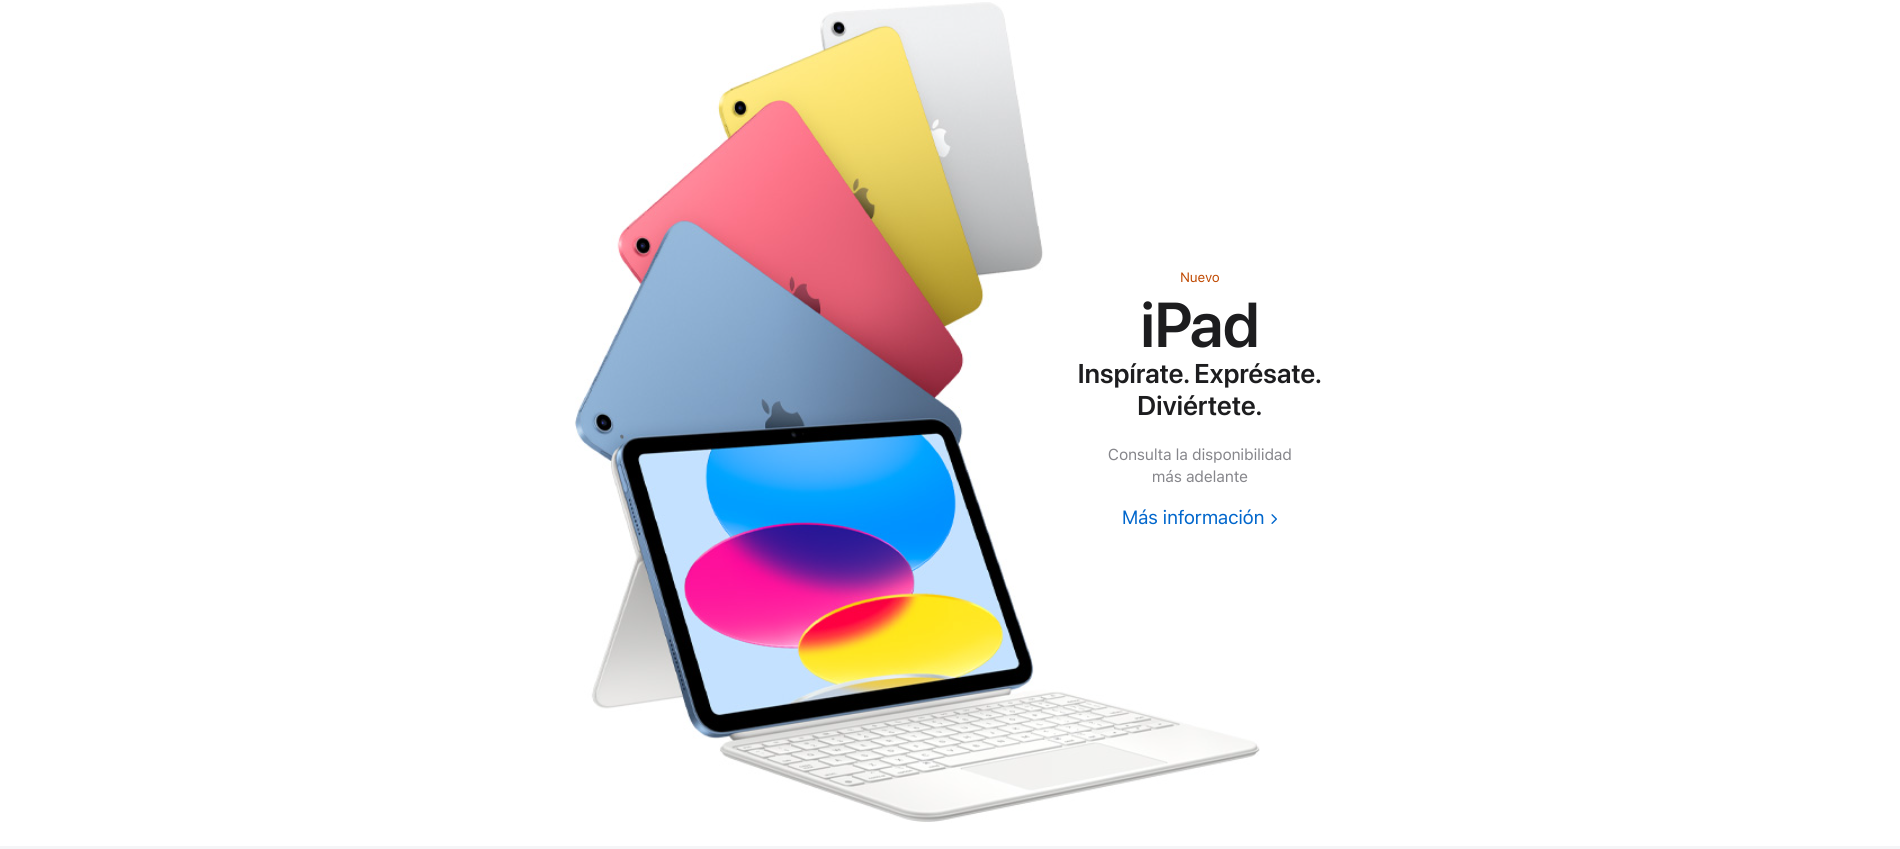 Nuevo
iPad
Inspírate. Exprésate.
Diviértete.
Consulta la disponibilidad
más adelante
Más información >